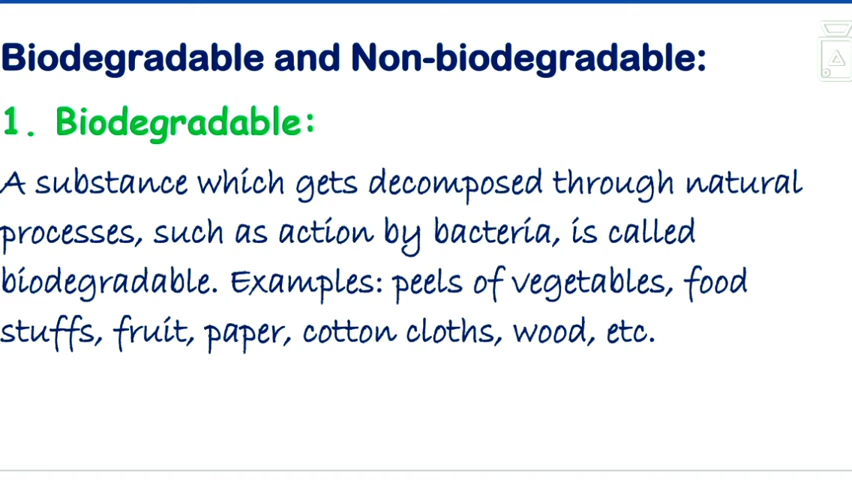 Biodegradable and Non-biodegradable:
1. Biodegradable:
A substance which gets decomposed through natural
processes, such as action by bacteria, is called
biodegradable. Examples: peels of vegetables, food
stuffs, fruit, paper, cotton cloths, wood, etc.